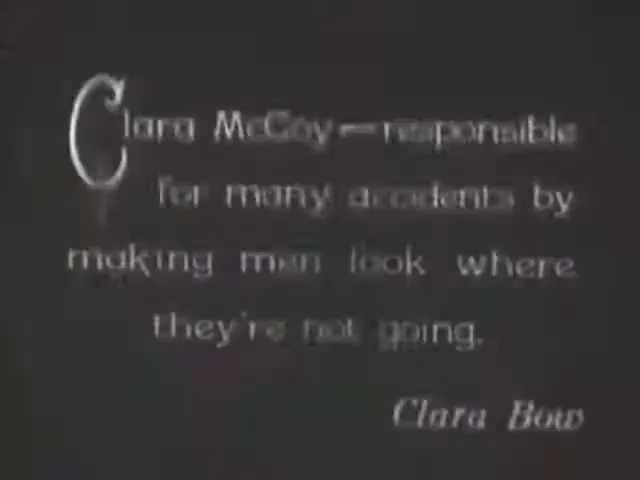 Clara McCoy — responsible
for many accidents by
making men look where
they're not going.
Clara Bow